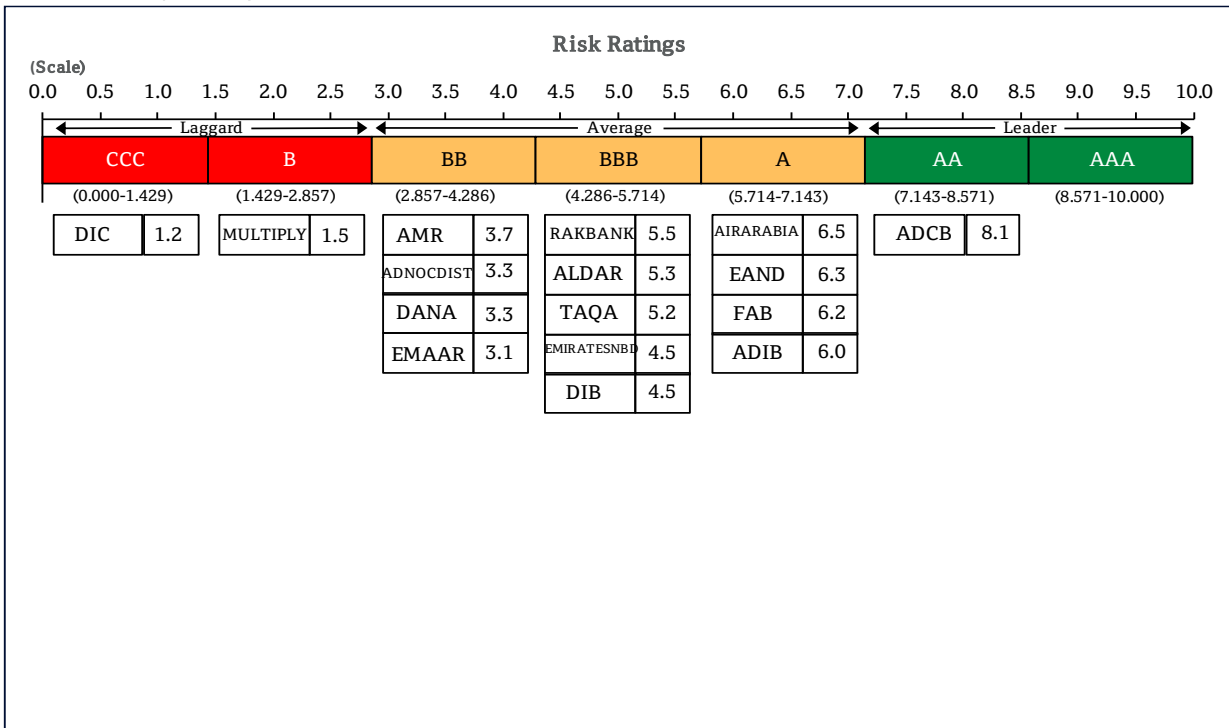 Risk Ratings
(Scale)
0.0 0.5 1.0 1.5 2.0 2.5 3.0 3.5 4.0 4.5 5.0 5.5 6.0 6.5 7.0 7.5 8.0 8.5 9.0 9.5 10.0
Laggard Average Leader
CCC B BB BBB A AA AAA
(0.000-1.429) (1.429-2.857) (2.857-4.286) (4.286-5.714) (5.714-7.143) (7.143-8.571) (8.571-10.000)
DIC 1.2 MULTIPLY 1.5 AMR 3.7 RAKBANK 5.5 AIRARABIA 6.5 ADCB 8.1
ADNOCDIST 3.3 ALDAR 5.3 EAND 6.3
DANA 3.3 TAQA 5.2 FAB 6.2
EMAAR 3.1 EMIRATESNBD 4.5 ADIB 6.0
DIB 4.5